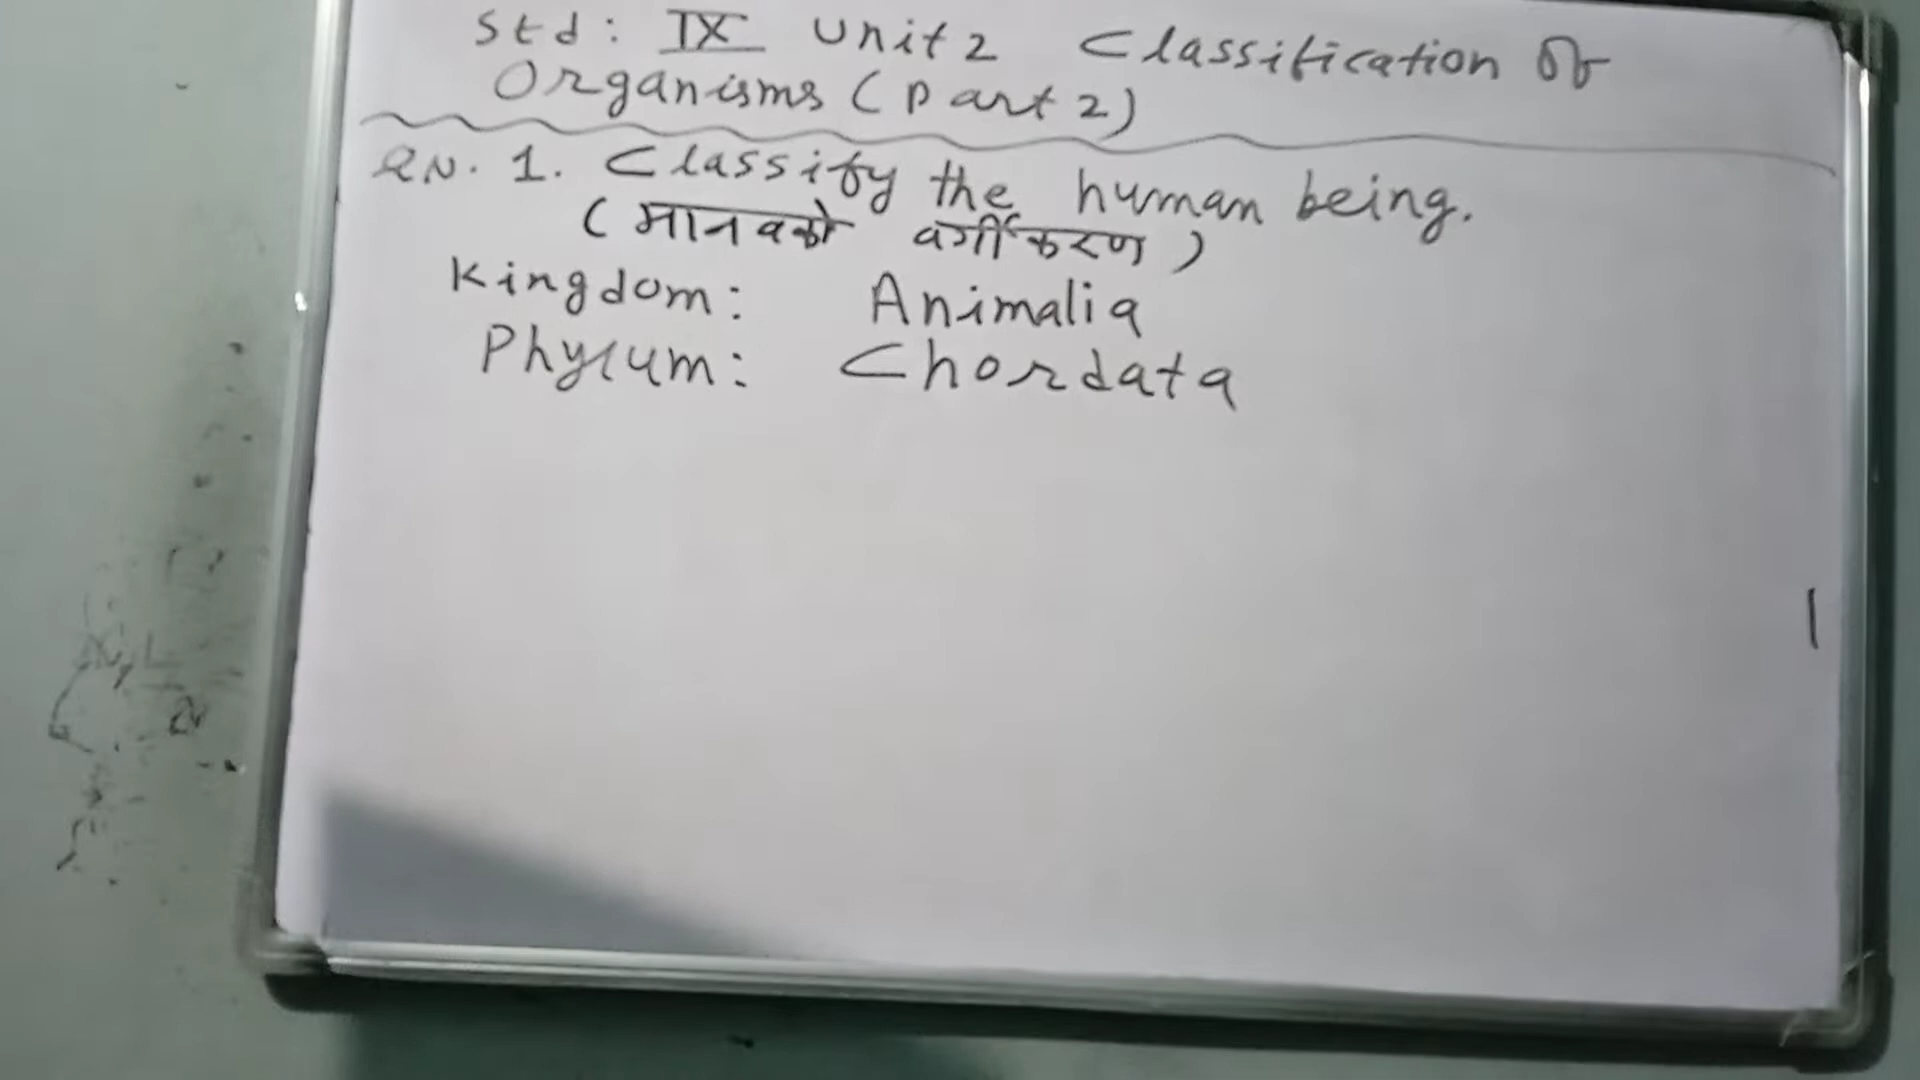 Std: IX Unit 2 Classification Of
Organisms (Part 2)
QN. 1. Classify the human being.
(मानवको वर्गीकरण)
Kingdom: Animalia
Phylum: Chordata